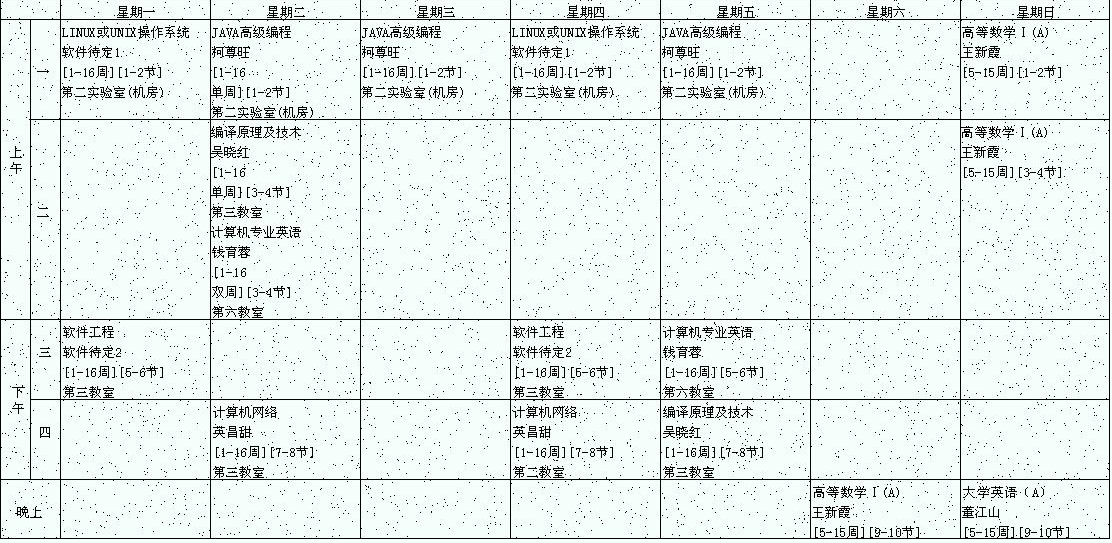 星期一 星期二 星期三 星期四 星期五 星期六 星期日
上午
一
LINUX或UNIX操作系统
软件待定1
[1-16周][1-2节]
第二实验室(机房)
JAVA高级编程
柯尊旺
[1-16
单周][1-2节]
第二实验室(机房)
JAVA高级编程
柯尊旺
[1-16周][1-2节]
第二实验室(机房)
LINUX或UNIX操作系统
软件待定1
[1-16周][1-2节]
第二实验室(机房)
JAVA高级编程
柯尊旺
[1-16周][1-2节]
第二实验室(机房)
高等数学Ⅰ(A)
王新霞
[5-15周][1-2节]
二
编译原理及技术
吴晓红
[1-16
单周][3-4节]
第三教室
计算机专业英语
钱育蓉
[1-16
双周][3-4节]
第六教室
高等数学Ⅰ(A)
王新霞
[5-15周][3-4节]
下午
三
软件工程
软件待定2
[1-16周][5-6节]
第三教室
软件工程
软件待定2
[1-16周][5-6节]
第三教室
计算机专业英语
钱育蓉
[1-16周][5-6节]
第六教室
四
计算机网络
英昌甜
[1-16周][7-8节]
第三教室
计算机网络
英昌甜
[1-16周][7-8节]
第二教室
编译原理及技术
吴晓红
[1-16周][7-8节]
第三教室
晚上
高等数学Ⅰ(A)
王新霞
[5-15周][9-10节]
大学英语（A）
董江山
[5-15周][9-10节]